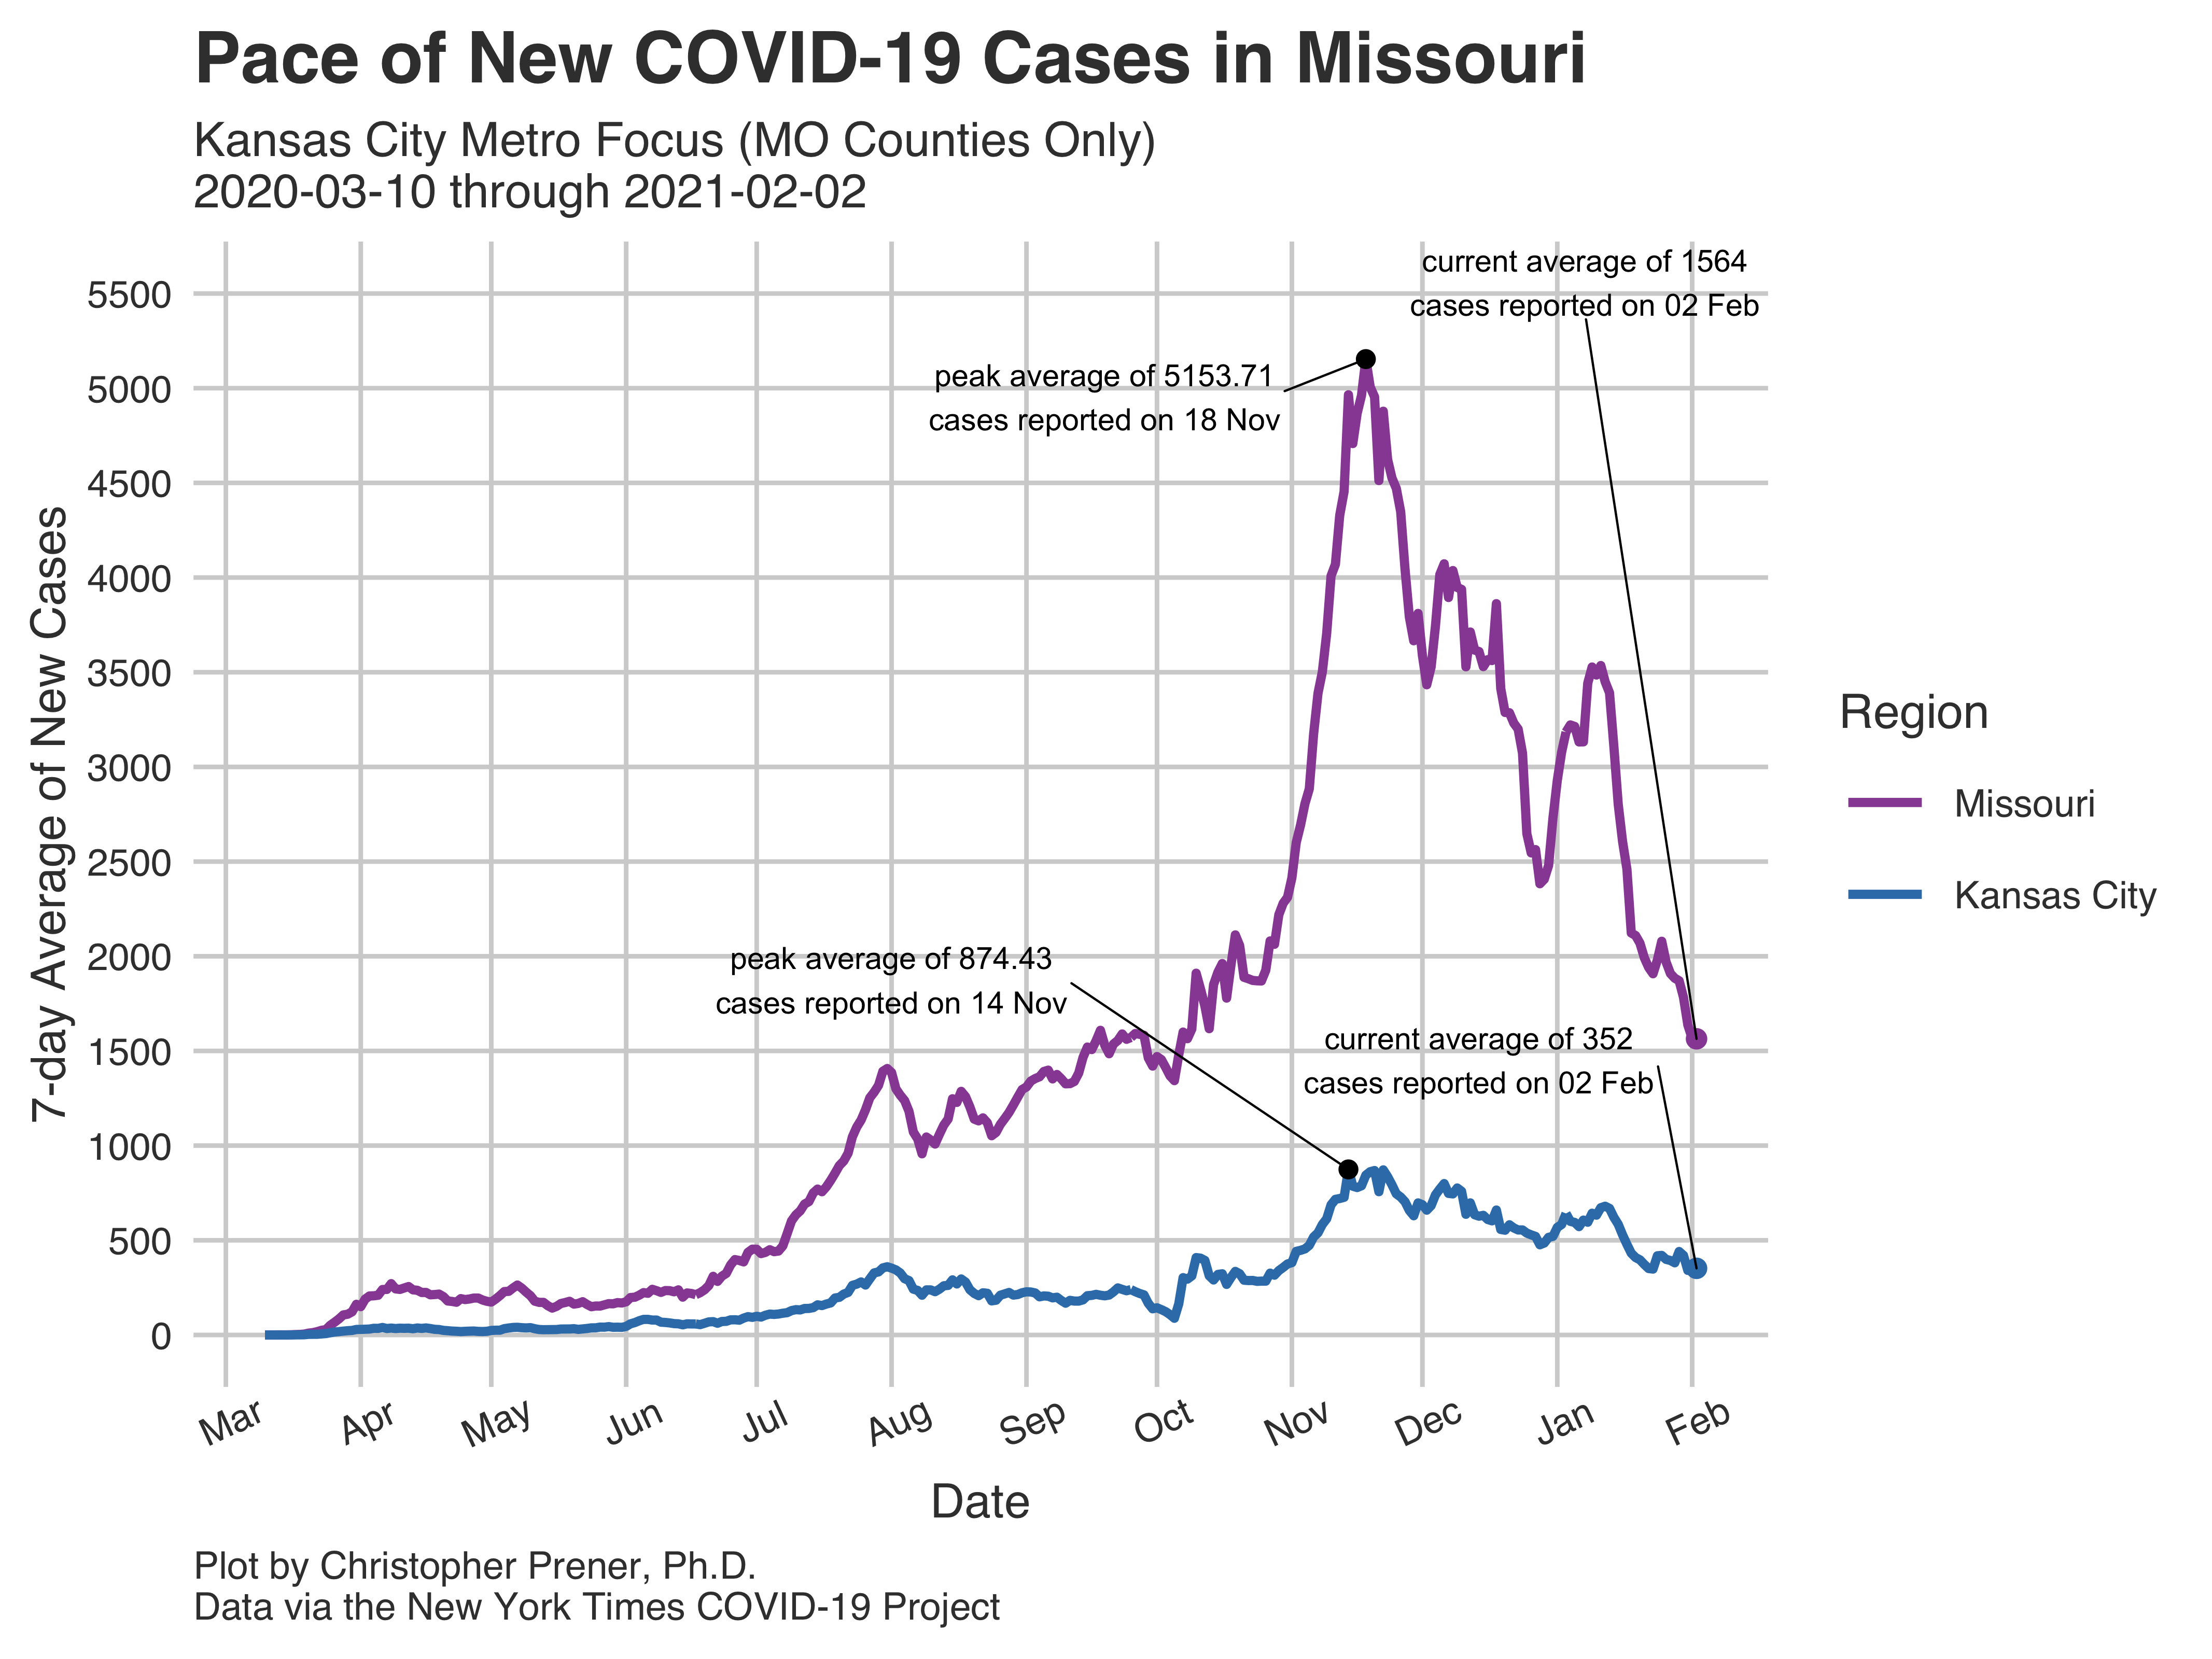 Pace of New COVID-19 Cases in Missouri
Kansas City Metro Focus (MO Counties Only)
2020-03-10 through 2021-02-02
current average of 1564
cases reported on 02 Feb
peak average of 5153.71
cases reported on 18 Nov
peak average of 874.43
cases reported on 14 Nov
current average of 352
cases reported on 02 Feb
7-day Average of New Cases
5500
5000
4500
4000
3500
3000
2500
2000
1500
1000
500
0
Mar
Apr
May
Jun
Jul
Aug
Sep
Oct
Nov
Dec
Jan
Feb
Date
Region
Missouri
Kansas City
Plot by Christopher Prener, Ph.D.
Data via the New York Times COVID-19 Project